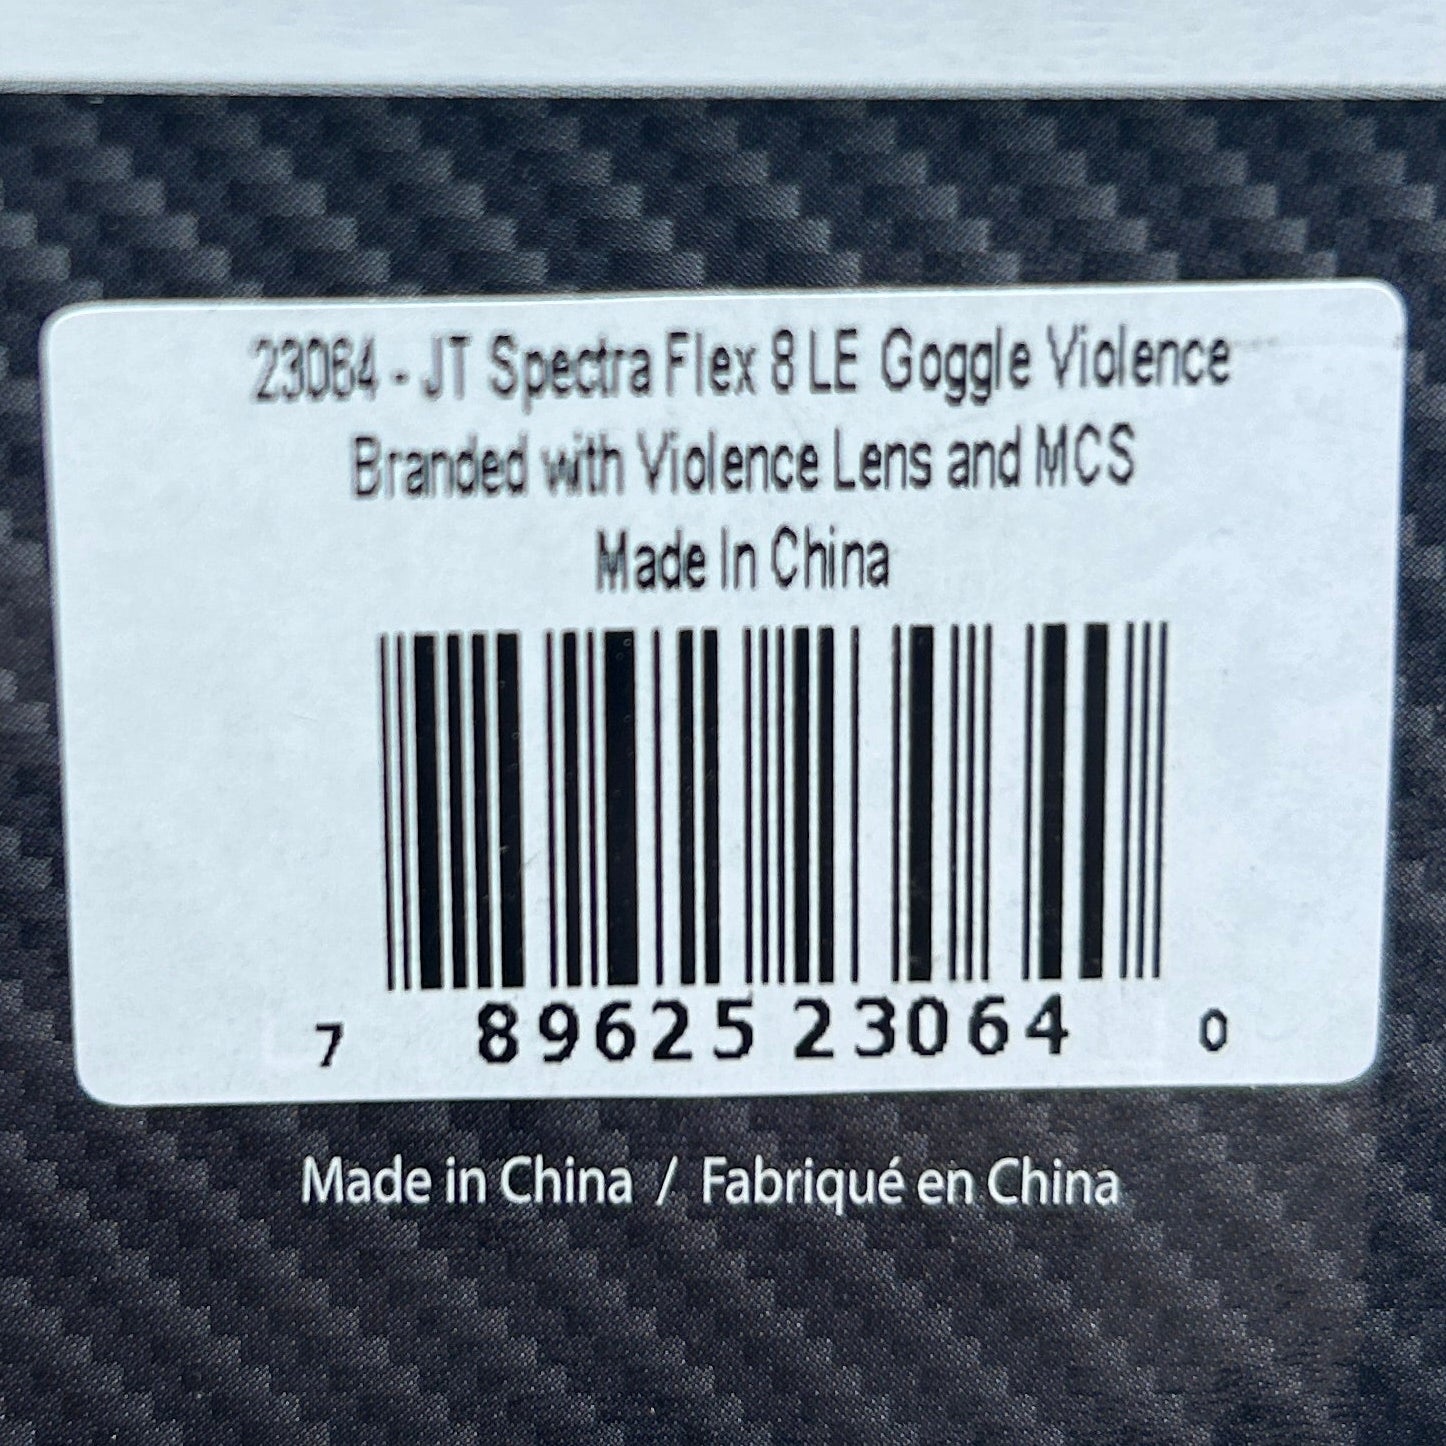 23064 - JT Spectra Flex 8 LE Goggle Violence
Branded with Violence Lens and MCS
Made In China
7 89625 23064 0
Made in China / Fabriqué en China